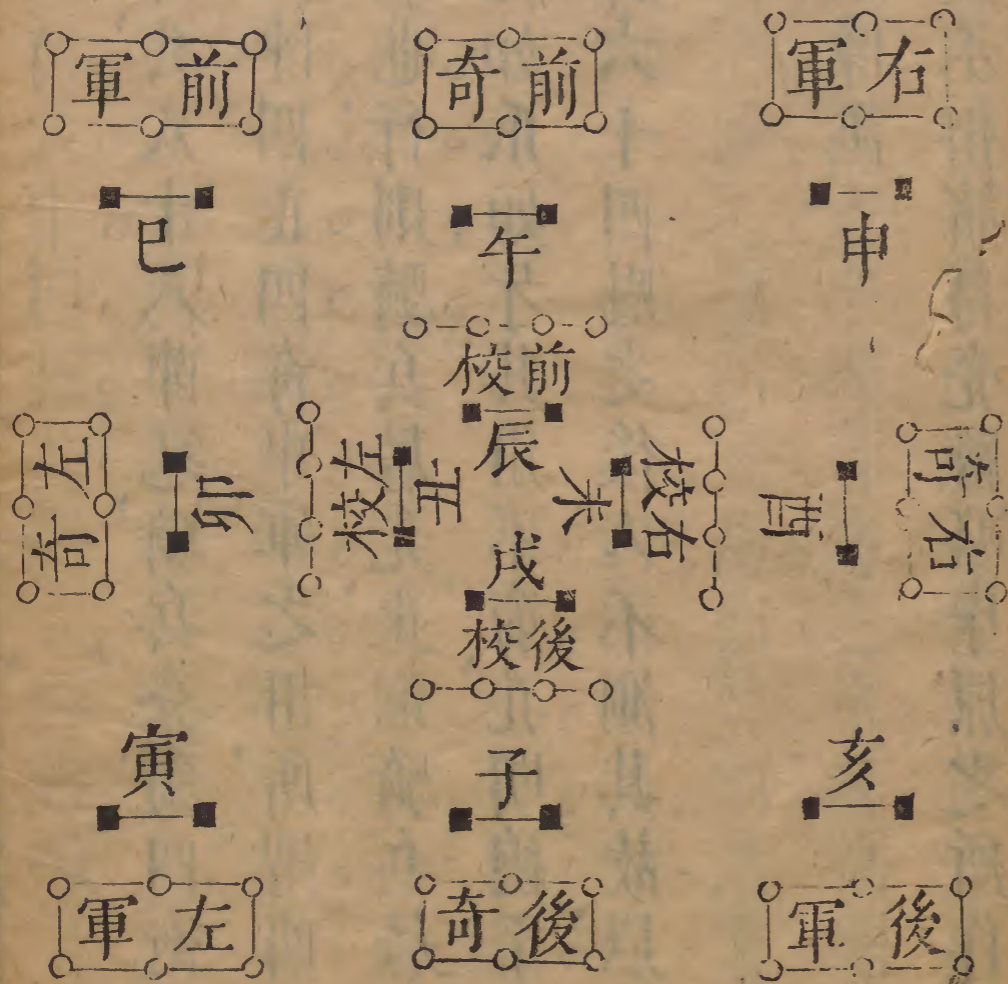 右軍
前奇
前軍
申
午
巳
前校
辰
右奇
酉
右校
未
丑
左校
卯
左奇
戌
後校
亥
子
寅
後軍
後奇
左軍